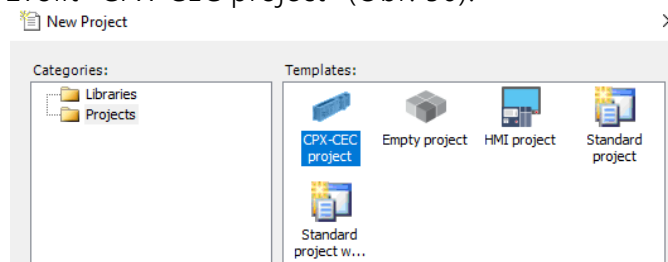 New Project
Categories:
Templates:
Libraries
Projects
CPX-CEC
project
Empty project
HMI project
Standard
project
Standard
project w...